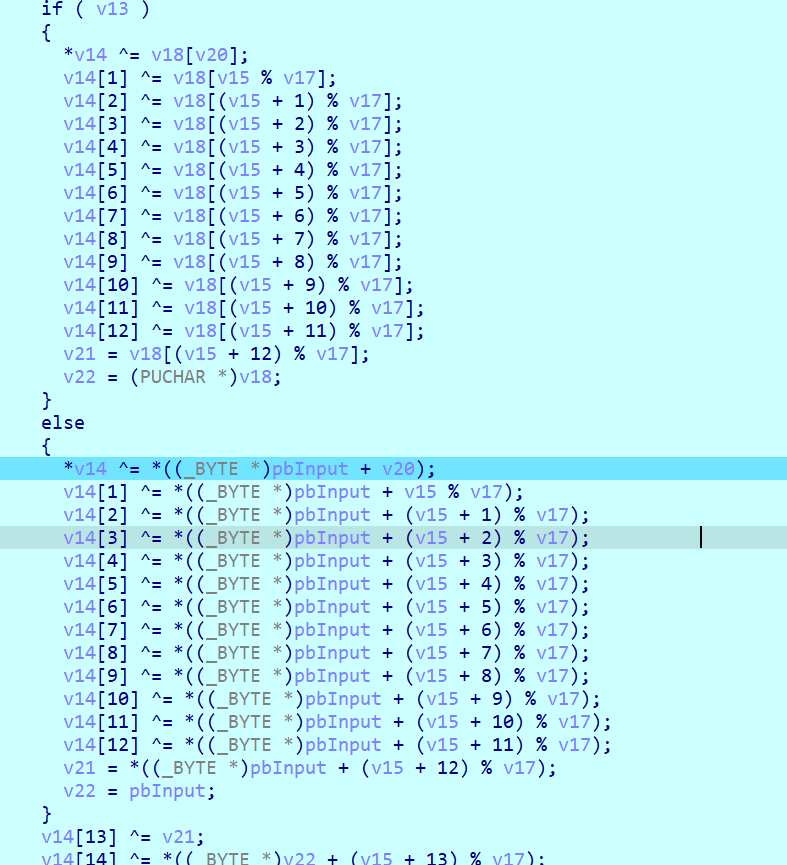 if ( v13 )
{
*v14 ^= v18[v20];
v14[1] ^= v18[v15 % v17];
v14[2] ^= v18[(v15 + 1) % v17];
v14[3] ^= v18[(v15 + 2) % v17];
v14[4] ^= v18[(v15 + 3) % v17];
v14[5] ^= v18[(v15 + 4) % v17];
v14[6] ^= v18[(v15 + 5) % v17];
v14[7] ^= v18[(v15 + 6) % v17];
v14[8] ^= v18[(v15 + 7) % v17];
v14[9] ^= v18[(v15 + 8) % v17];
v14[10] ^= v18[(v15 + 9) % v17];
v14[11] ^= v18[(v15 + 10) % v17];
v14[12] ^= v18[(v15 + 11) % v17];
v21 = v18[(v15 + 12) % v17];
v22 = (PUCHAR *)v18;
}
else
{
*v14 ^= *((_BYTE *)pbInput + v20);
v14[1] ^= *((_BYTE *)pbInput + v15 % v17);
v14[2] ^= *((_BYTE *)pbInput + (v15 + 1) % v17);
v14[3] ^= *((_BYTE *)pbInput + (v15 + 2) % v17);
v14[4] ^= *((_BYTE *)pbInput + (v15 + 3) % v17);
v14[5] ^= *((_BYTE *)pbInput + (v15 + 4) % v17);
v14[6] ^= *((_BYTE *)pbInput + (v15 + 5) % v17);
v14[7] ^= *((_BYTE *)pbInput + (v15 + 6) % v17);
v14[8] ^= *((_BYTE *)pbInput + (v15 + 7) % v17);
v14[9] ^= *((_BYTE *)pbInput + (v15 + 8) % v17);
v14[10] ^= *((_BYTE *)pbInput + (v15 + 9) % v17);
v14[11] ^= *((_BYTE *)pbInput + (v15 + 10) % v17);
v14[12] ^= *((_BYTE *)pbInput + (v15 + 11) % v17);
v21 = *((_BYTE *)pbInput + (v15 + 12) % v17);
v22 = pbInput;
}
v14[13] ^= v21;
v14[14] ^= *((_BYTE *)v22 + (v15 + 13) % v17);